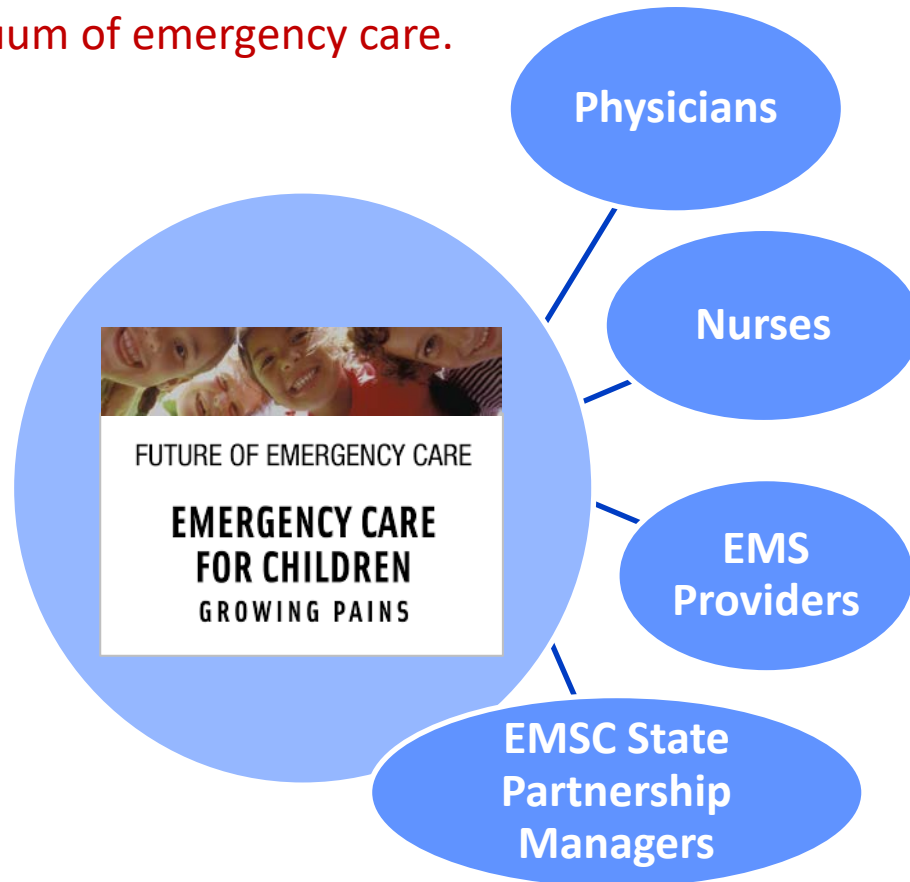 of emergency care.
Physicians
Nurses
FUTURE OF EMERGENCY CARE
EMERGENCY CARE
FOR CHILDREN
GROWING PAINS
EMS
Providers
EMSC State
Partnership
Managers